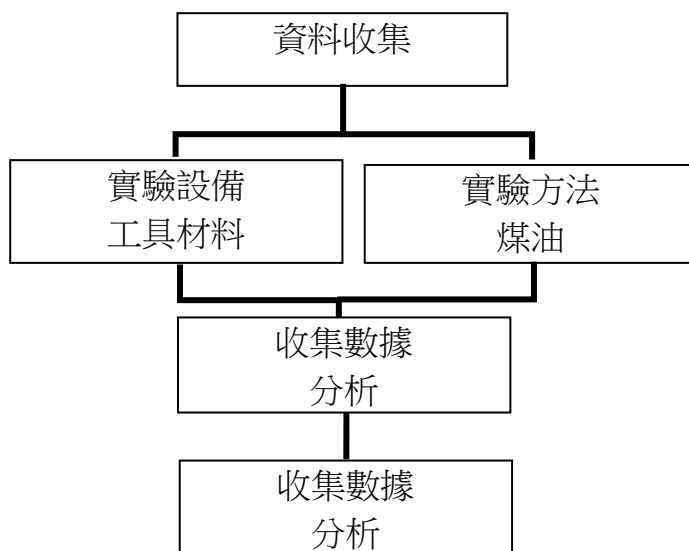 資料收集
實驗設備
工具材料
實驗方法
煤油
收集數據
分析
收集數據
分析